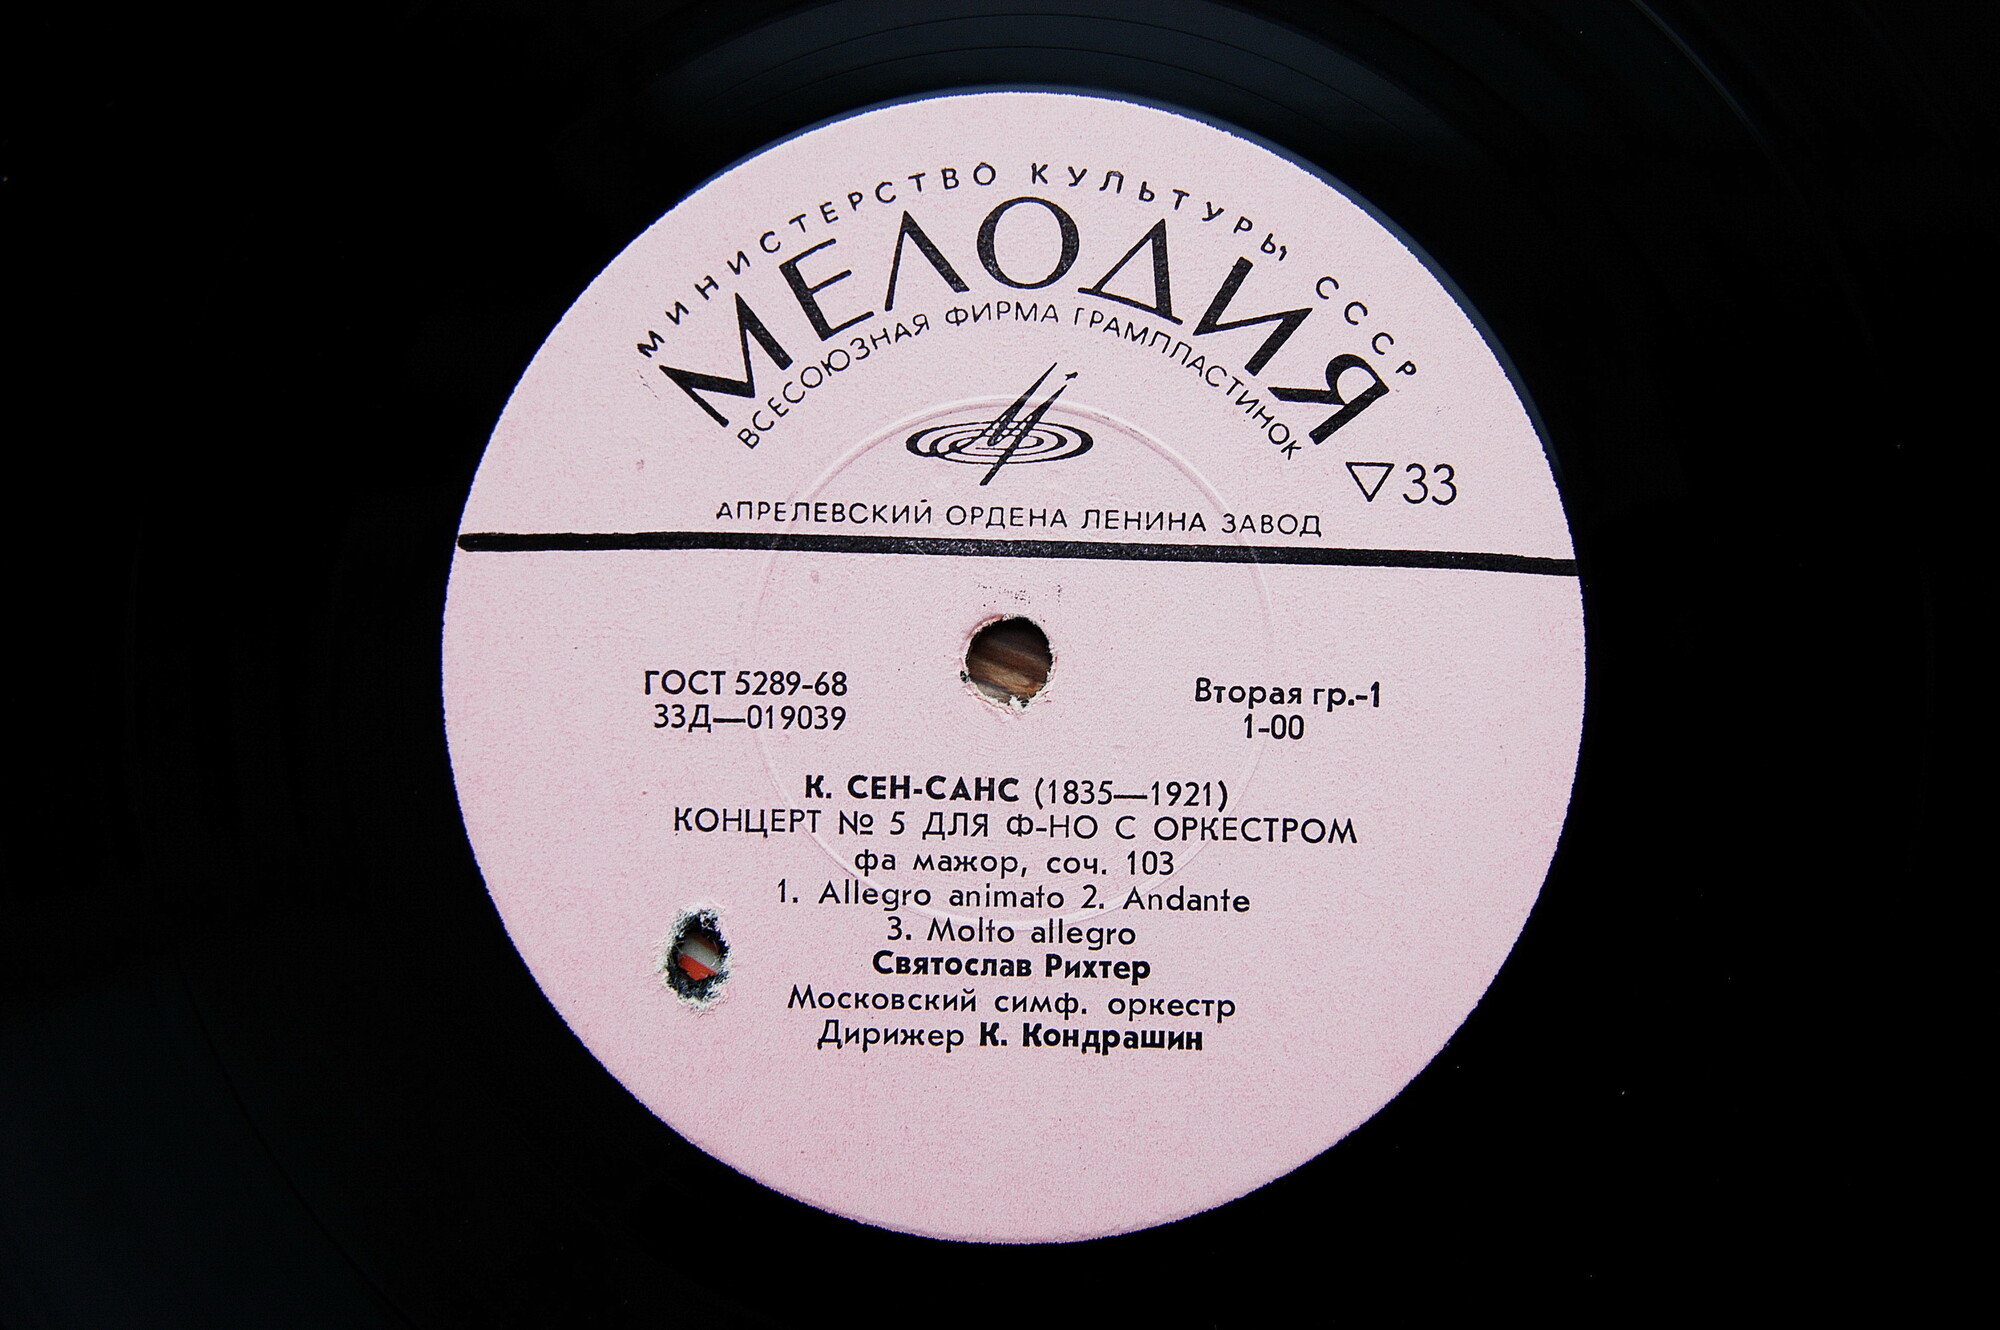 МИНИСТЕРСТВО КУЛЬТУРЫ СССР
МЕЛОДИЯ
ВСЕСОЮЗНАЯ ФИРМА ГРАМПЛАСТИНОК
▽33
АПРЕЛЕВСКИЙ ОРДЕНА ЛЕНИНА ЗАВОД
ГОСТ 5289-68
33Д—019039
Вторая гр.-1
1-00
К. СЕН-САНС (1835—1921)
КОНЦЕРТ № 5 ДЛЯ Ф-НО С ОРКЕСТРОМ
фа мажор, соч. 103
1. Allegro animato 2. Andante
3. Molto allegro
Святослав Рихтер
Московский симф. оркестр
Дирижер К. Кондрашин